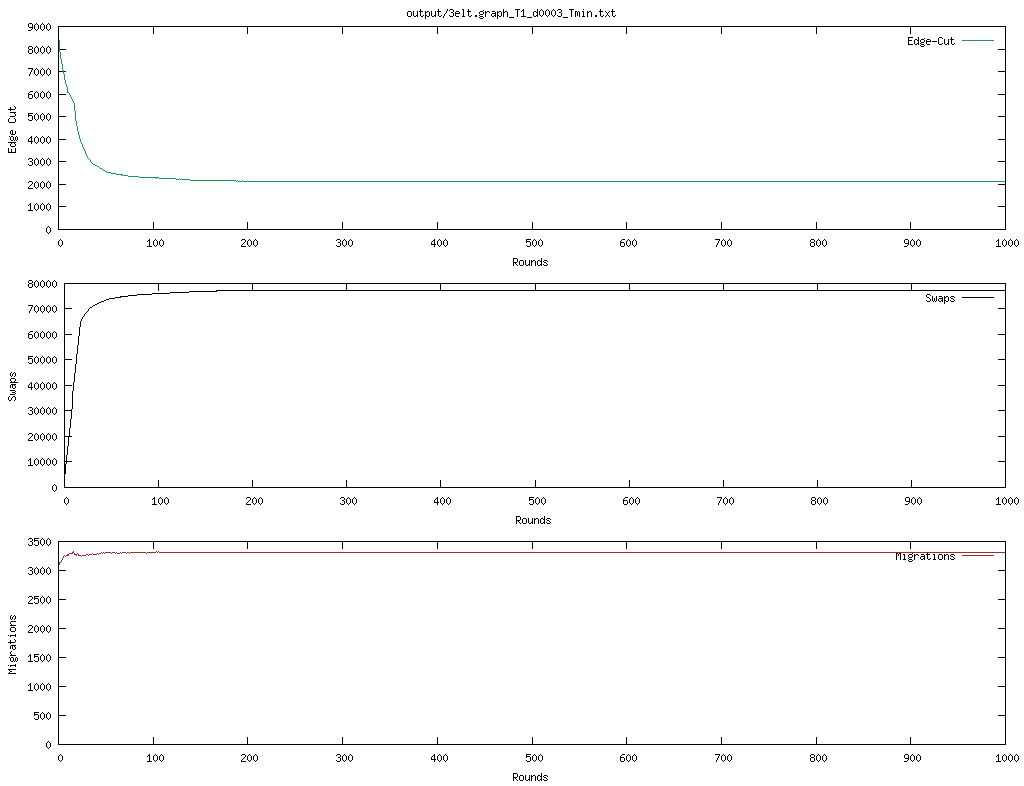 output/3elt.graph_T1_d0003_Tmin.txt
9000
8000
7000
6000
5000
4000
3000
2000
1000
0
Edge Cut
Edge-Cut
0 100 200 300 400 500 600 700 800 900 1000
Rounds
80000
70000
60000
50000
40000
30000
20000
10000
0
Swaps
Swaps
0 100 200 300 400 500 600 700 800 900 1000
Rounds
3500
3000
2500
2000
1500
1000
500
0
Migrations
Migrations
0 100 200 300 400 500 600 700 800 900 1000
Rounds